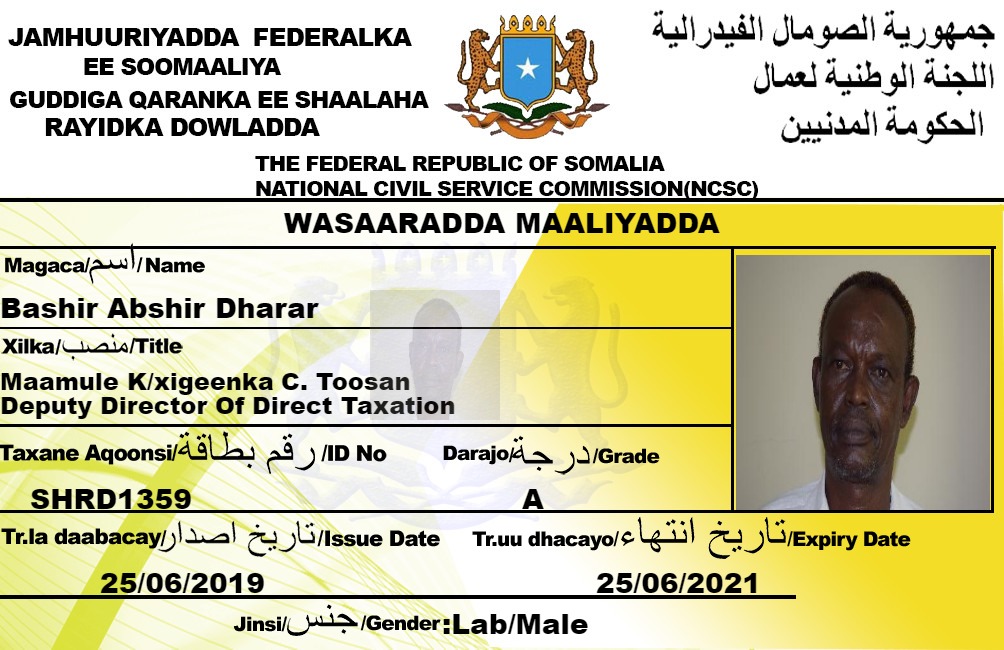 JAMHUURIYADDA FEDERALKA
EE SOOMAALIYA
GUDDIGA QARANKA EE SHAALAHA
RAYIDKA DOWLADDA
جمهورية الصومال الفيدرالية
اللجنة الوطنية لعمال
الحكومة المدنيين
THE FEDERAL REPUBLIC OF SOMALIA
NATIONAL CIVIL SERVICE COMMISSION(NCSC)
WASAARADDA MAALIYADDA
Magaca/اسم/Name
Bashir Abshir Dharar
Xilka/منصب/Title
Maamule K/xigeenka C. Toosan
Deputy Director Of Direct Taxation
Taxane Aqoonsi/رقم بطاقة/ID No Darajo/درجة/Grade
SHRD1359 A
Tr.la daabacay/تاريخ اصدار/Issue Date Tr.uu dhacayo/تاريخ انتهاء/Expiry Date
25/06/2019 25/06/2021
Jinsi/جنس/Gender:Lab/Male